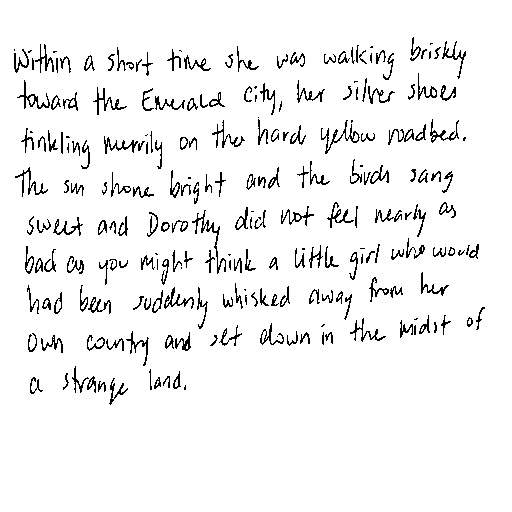 Within a short time she was walking briskly
toward the Emerald City, her silver shoes
tinkling merrily on the hard yellow roadbed.
The sun shone bright and the birds sang
sweet and Dorothy did not feel nearly as
bad as you might think a little girl who would
had been suddenly whisked away from her
own country and set down in the midst of
a strange land.